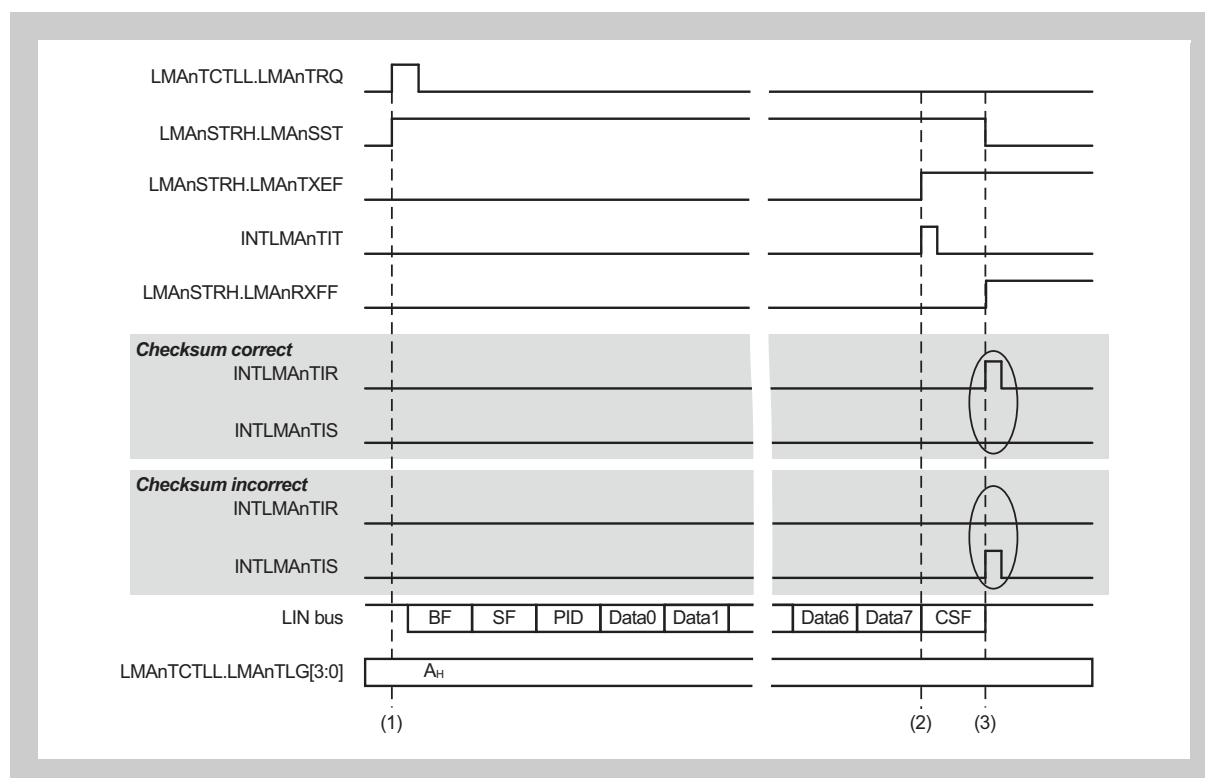 LMAnTCTLL.LMAnTRQ
LMAnSTRH.LMAnSST
LMAnSTRH.LMAnTXEF
INTLMAnTIT
LMAnSTRH.LMAnRXFF
Checksum correct
INTLMAnTIR
INTLMAnTIS
Checksum incorrect
INTLMAnTIR
INTLMAnTIS
LIN bus BF SF PID Data0 Data1 Data6 Data7 CSF
LMAnTCTLL.LMAnTLG[3:0] AH
(1) (2) (3)